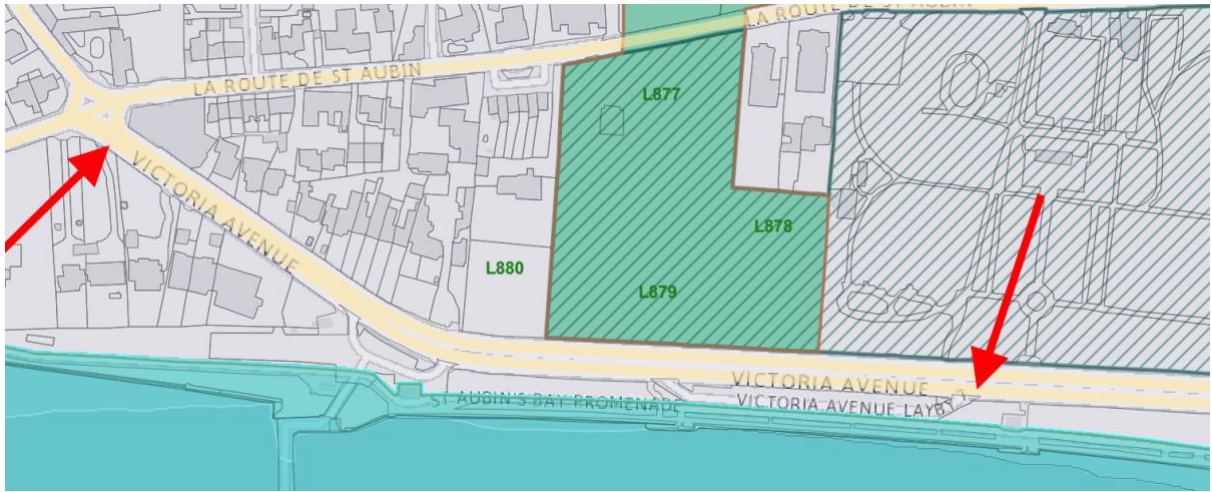 LA ROUTE DE ST AUBIN
LA ROUTE DE ST AUBIN
L877
VICTORIA AVENUE
L878
L880
L879
VICTORIA AVENUE
ST AUBIN'S BAY PROMENADE
VICTORIA AVENUE LAYBY 1